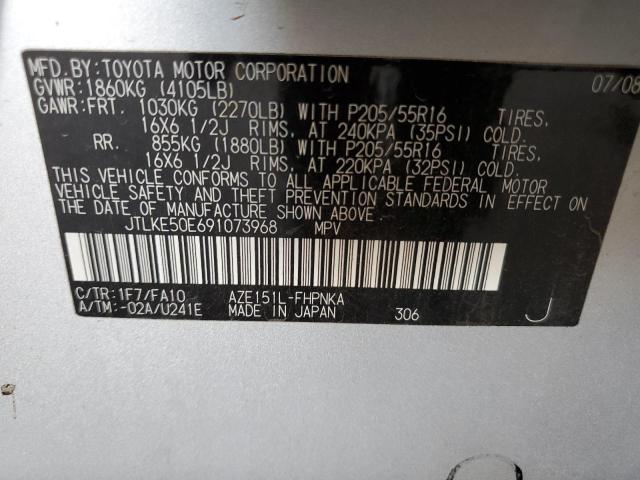 MFD.BY:TOYOTA MOTOR CORPORATION 07/08
GVWR:1860KG (4105LB)
GAWR:FRT. 1030KG (2270LB) WITH P205/55R16 TIRES,
16X6 1/2J RIMS, AT 240KPA (35PSI) COLD.
RR. 855KG (1880LB) WITH P205/55R16 TIRES,
16X6 1/2J RIMS, AT 220KPA (32PSI) COLD.
THIS VEHICLE CONFORMS TO ALL APPLICABLE FEDERAL MOTOR
VEHICLE SAFETY AND THEFT PREVENTION STANDARDS IN EFFECT ON
THE DATE OF MANUFACTURE SHOWN ABOVE.
JTLKE50E691073968 MPV
C/TR:1F7/FA10 AZE151L-FHPNKA
A/TM:-02A/U241E MADE IN JAPAN 306 J